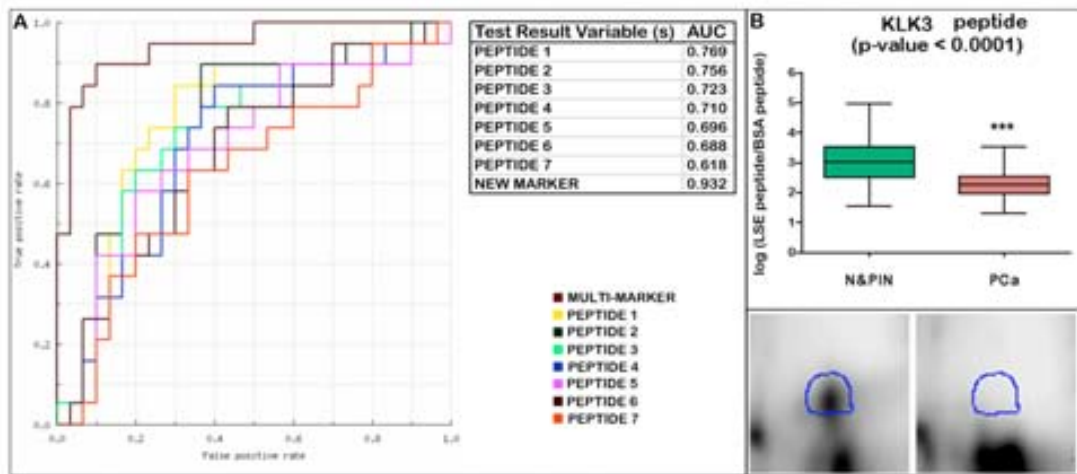 A
1.0
0.8
0.6
0.4
0.2
0.0
0.0 0.2 0.4 0.6 0.8 1.0
True positive rate
False positive rate
Test Result Variable (s) AUC
PEPTIDE 1 0.769
PEPTIDE 2 0.756
PEPTIDE 3 0.723
PEPTIDE 4 0.710
PEPTIDE 5 0.696
PEPTIDE 6 0.688
PEPTIDE 7 0.618
NEW MARKER 0.932
MULTI-MARKER
PEPTIDE 1
PEPTIDE 2
PEPTIDE 3
PEPTIDE 4
PEPTIDE 5
PEPTIDE 6
PEPTIDE 7
B
KLK3 peptide
(p-value < 0.0001)
log (LSE peptide/BSA peptide)
6
5
4
3
2
1
0
***
N&PIN PCa